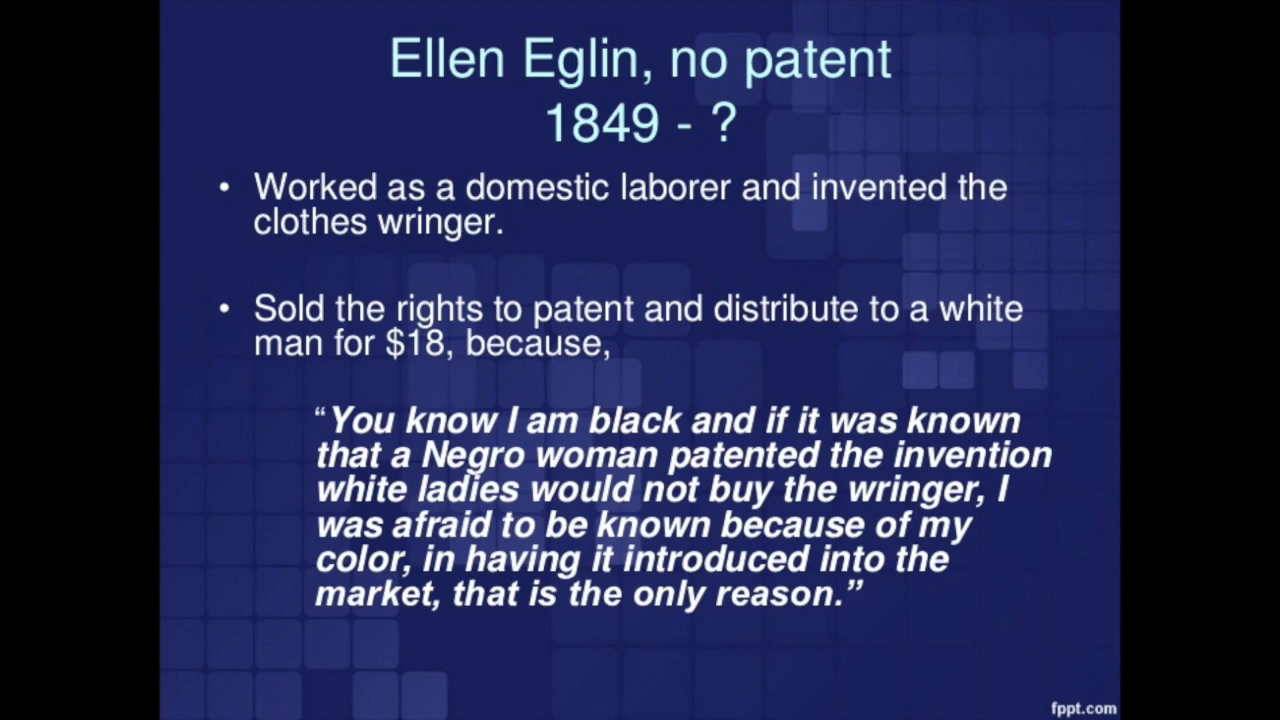 Ellen Eglin, no patent
1849 - ?
• Worked as a domestic laborer and invented the
clothes wringer.
• Sold the rights to patent and distribute to a white
man for $18, because,
“You know I am black and if it was known
that a Negro woman patented the invention
white ladies would not buy the wringer, I
was afraid to be known because of my
color, in having it introduced into the
market, that is the only reason.”
fppt.com